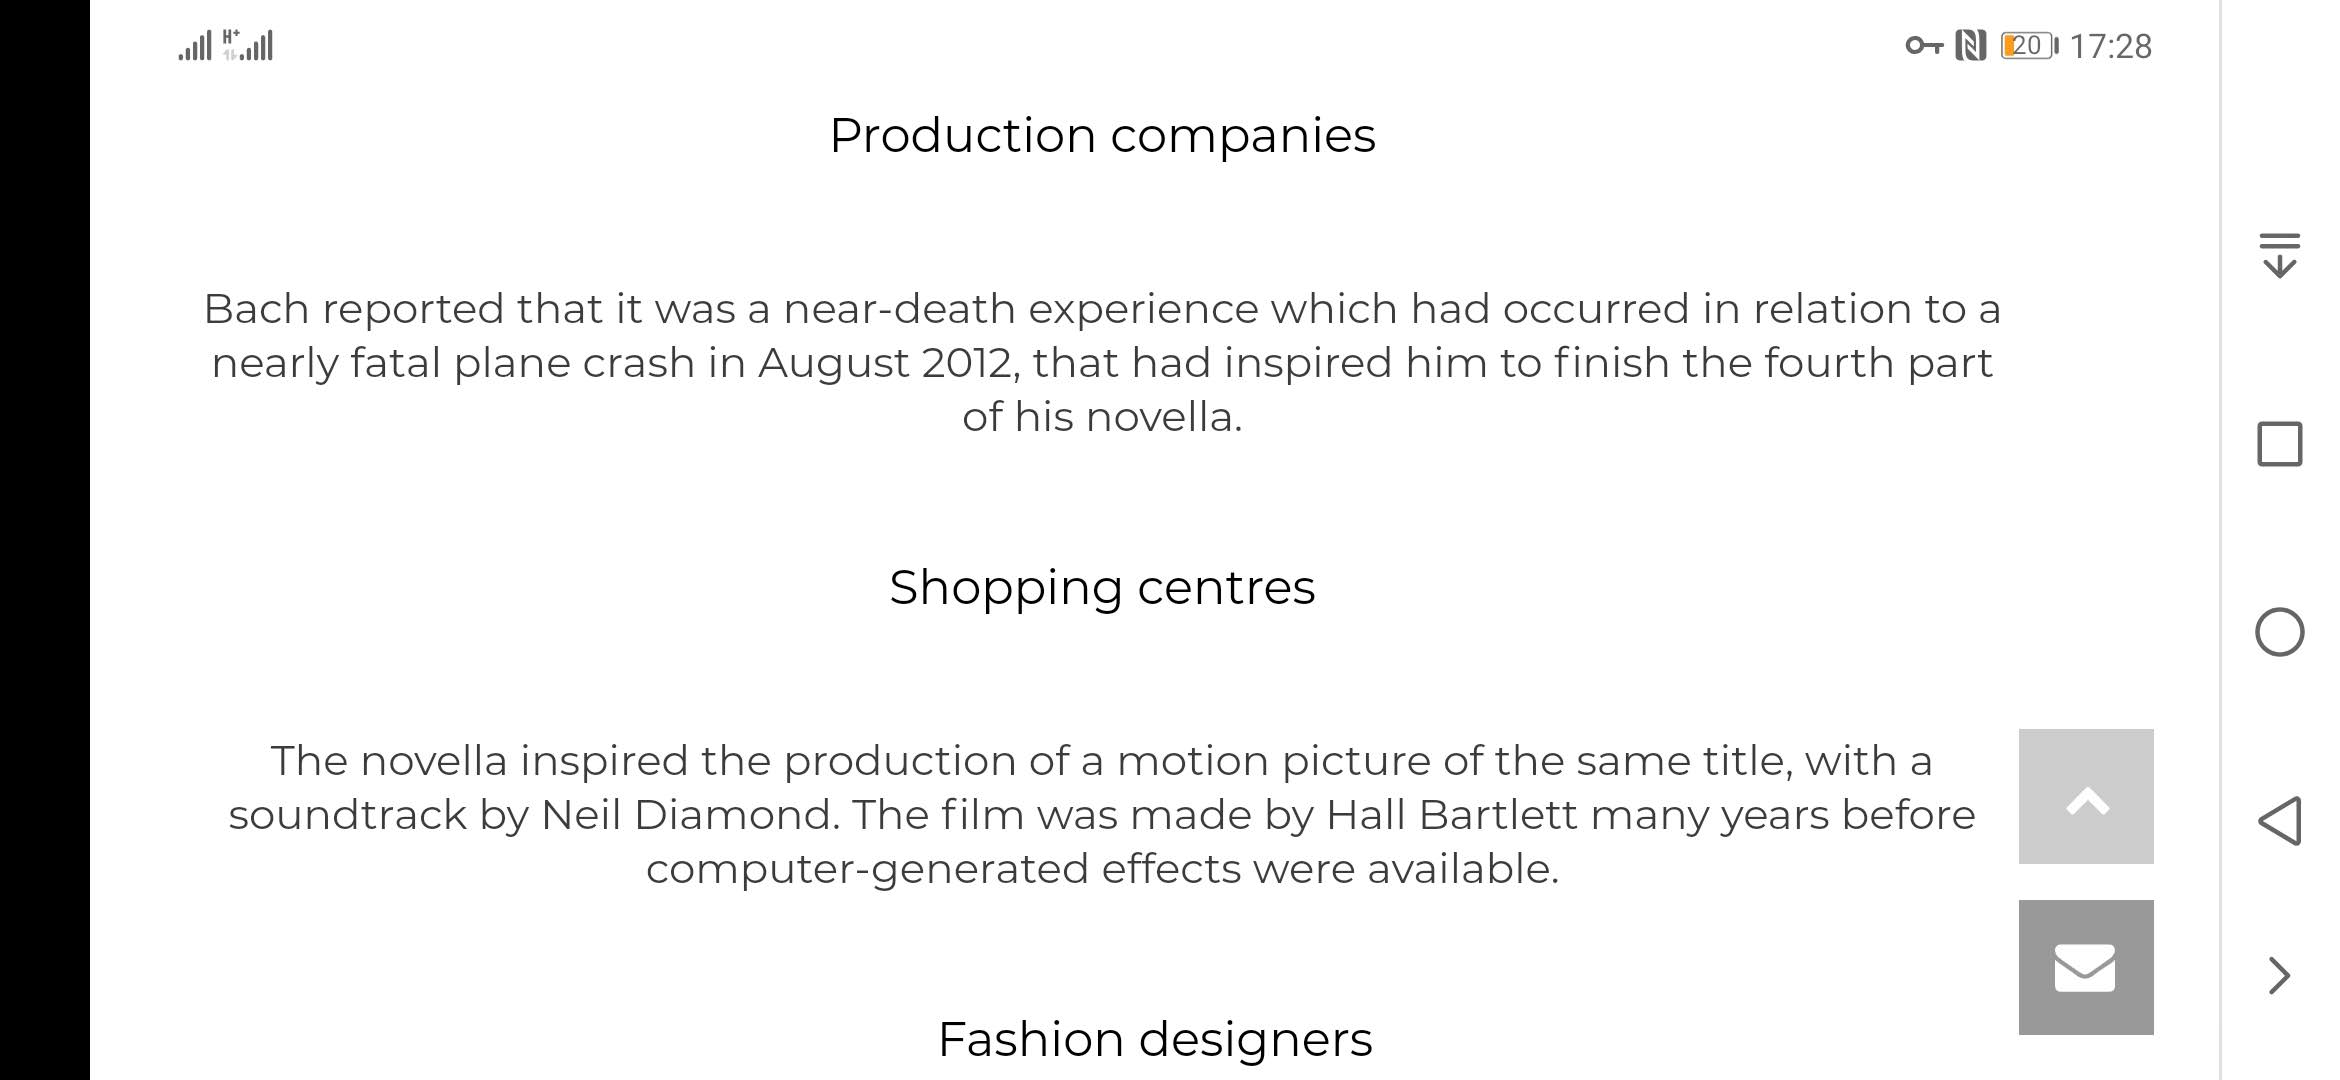 H+ 20 17:28
Production companies
Bach reported that it was a near-death experience which had occurred in relation to a
nearly fatal plane crash in August 2012, that had inspired him to finish the fourth part
of his novella.
Shopping centres
The novella inspired the production of a motion picture of the same title, with a
soundtrack by Neil Diamond. The film was made by Hall Bartlett many years before
computer-generated effects were available.
Fashion designers